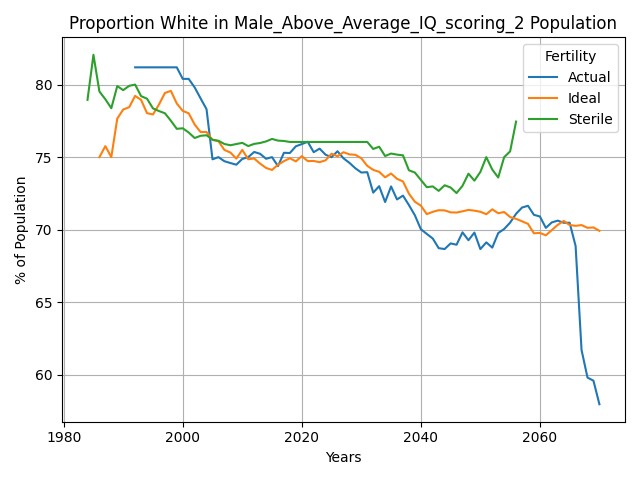 Proportion White in Male_Above_Average_IQ_scoring_2 Population
Fertility
Actual
Ideal
Sterile
% of Population
80
75
70
65
60
1980
2000
2020
2040
2060
Years